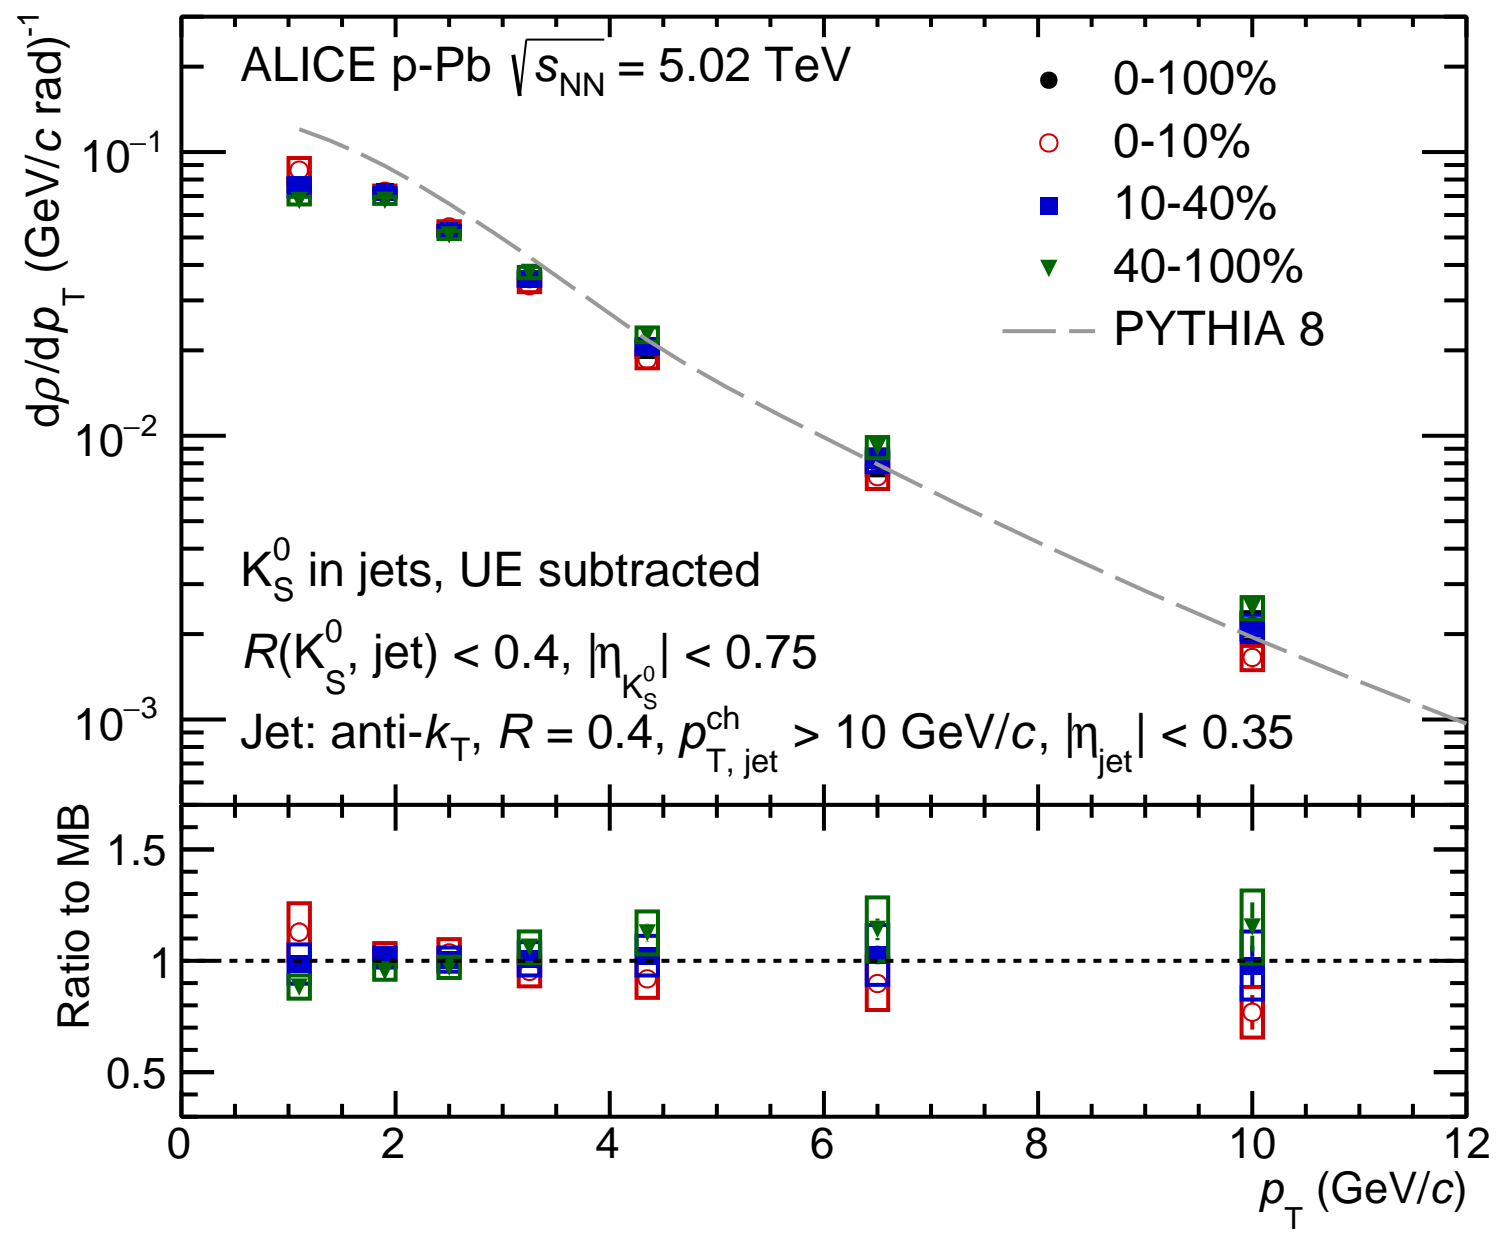 ALICE p-Pb √s_NN = 5.02 TeV
0-100%
0-10%
10-40%
40-100%
PYTHIA 8
dρ/dp_T (GeV/c rad)^-1
10^−1
10^−2
10^−3
K^0_S in jets, UE subtracted
R(K^0_S, jet) < 0.4, |η_K^0_S| < 0.75
Jet: anti-k_T, R = 0.4, p^ch_T, jet > 10 GeV/c, |η_jet| < 0.35
Ratio to MB
1.5
1
0.5
0 2 4 6 8 10 12
p_T (GeV/c)